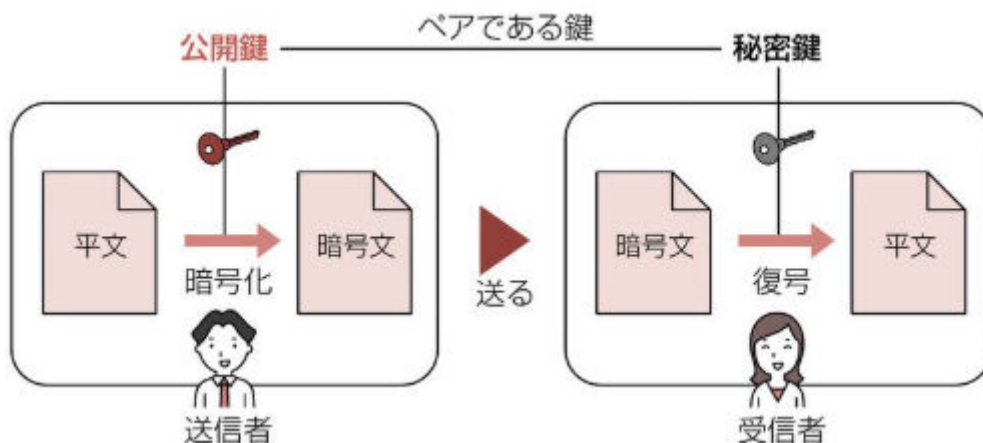 ペアである鍵
公開鍵
秘密鍵
平文
暗号化
暗号文
送信者
送る
暗号文
復号
平文
受信者